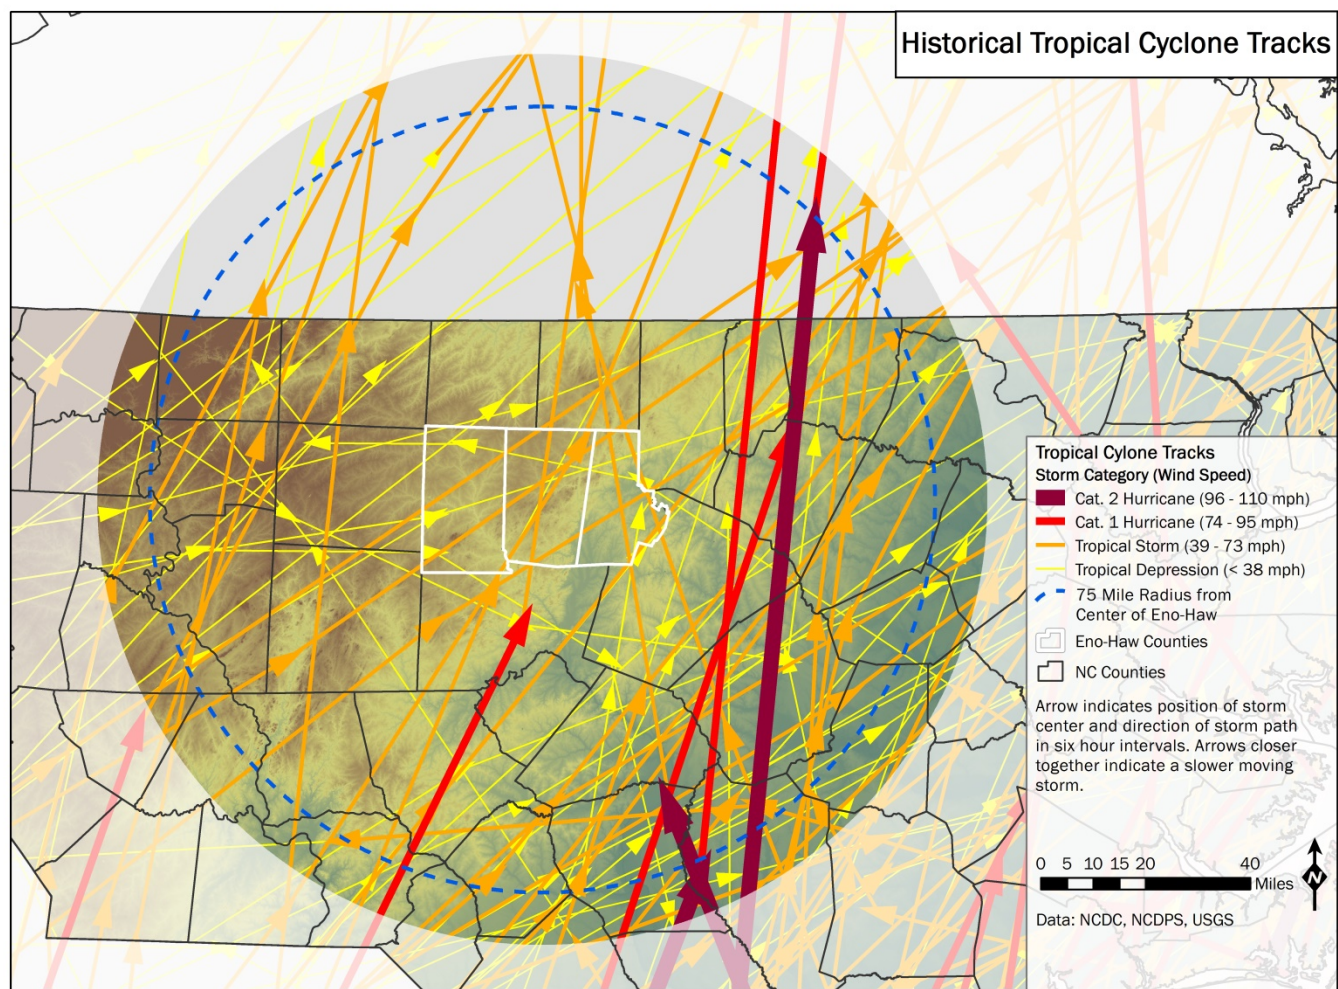 Historical Tropical Cyclone Tracks
Tropical Cylone Tracks
Storm Category (Wind Speed)
Cat. 2 Hurricane (96 - 110 mph)
Cat. 1 Hurricane (74 - 95 mph)
Tropical Storm (39 - 73 mph)
Tropical Depression (< 38 mph)
75 Mile Radius from
Center of Eno-Haw
Eno-Haw Counties
NC Counties
Arrow indicates position of storm
center and direction of storm path
in six hour intervals. Arrows closer
together indicate a slower moving
storm.
0 5 10 15 20 40
Miles
N
Data: NCDC, NCDPS, USGS